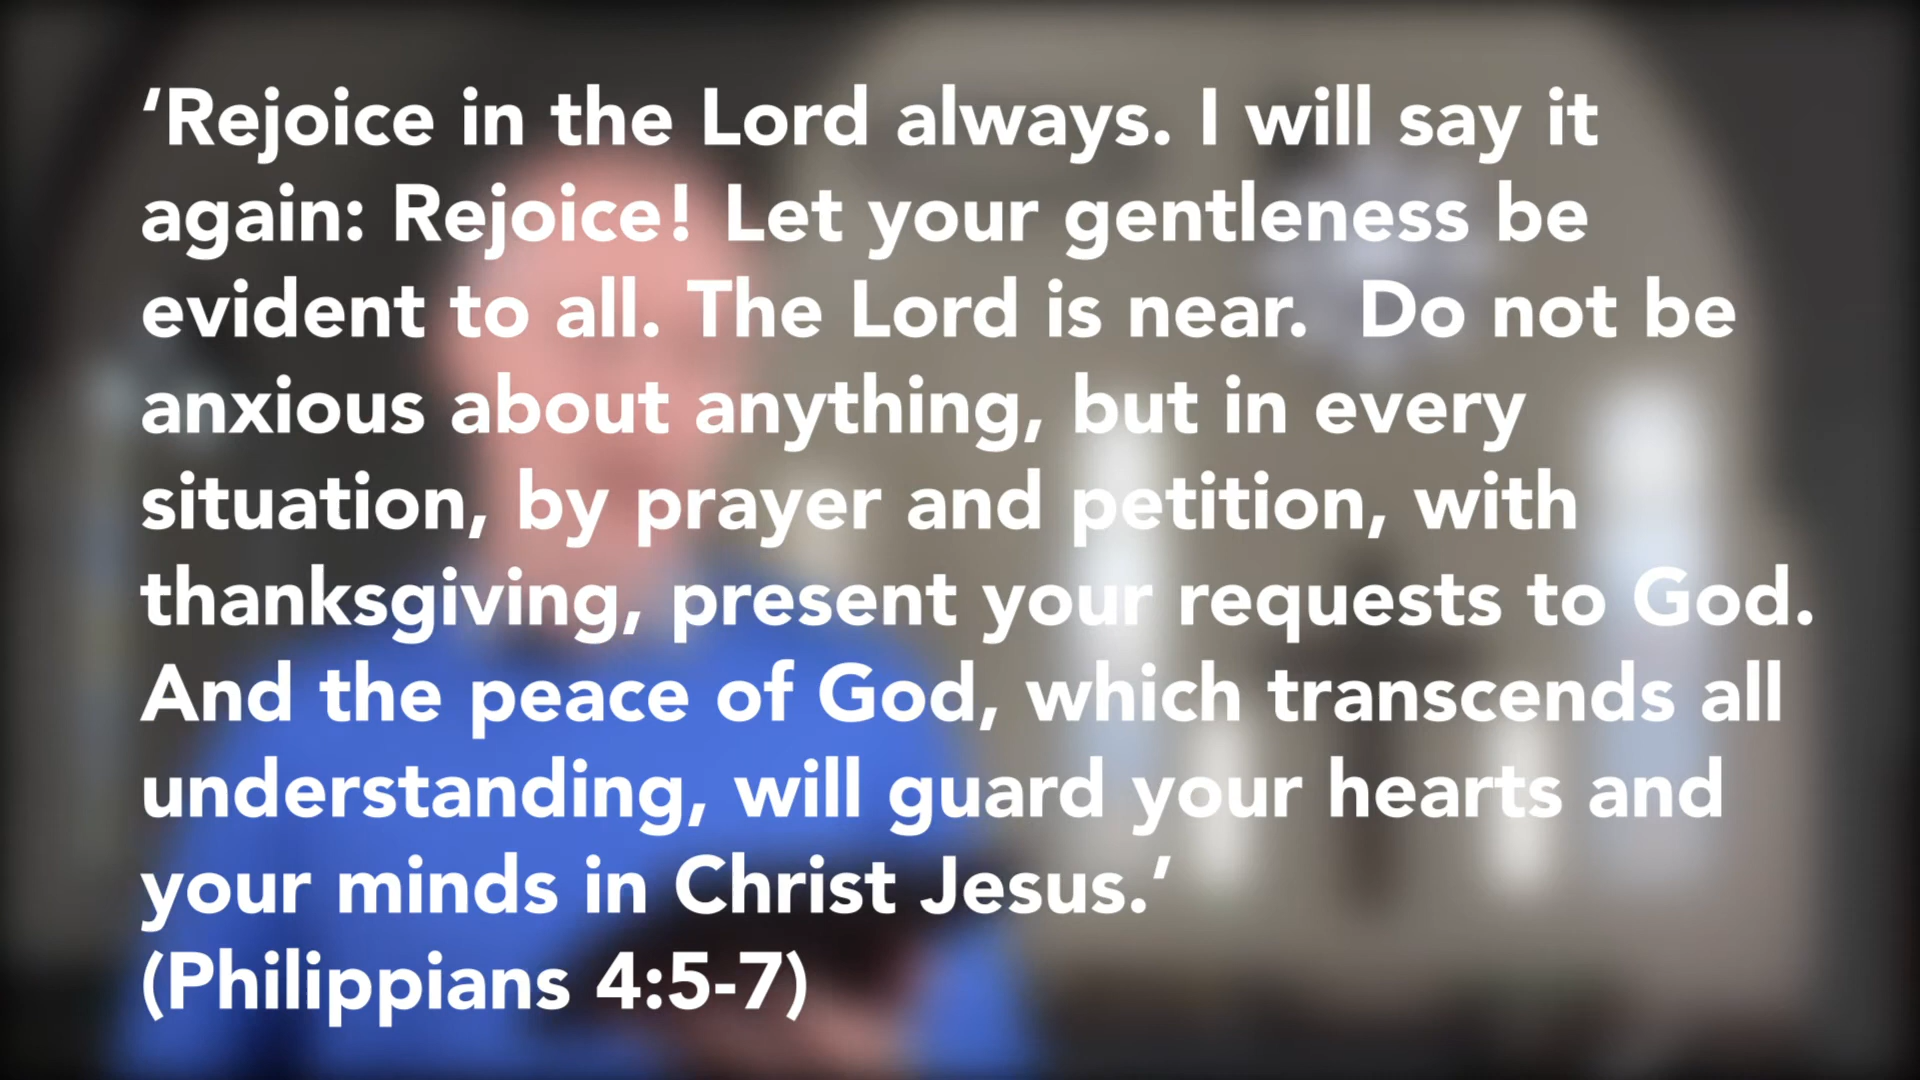 ‘Rejoice in the Lord always. I will say it
again: Rejoice! Let your gentleness be
evident to all. The Lord is near.  Do not be
anxious about anything, but in every
situation, by prayer and petition, with
thanksgiving, present your requests to God.
And the peace of God, which transcends all
understanding, will guard your hearts and
your minds in Christ Jesus.’
(Philippians 4:5-7)